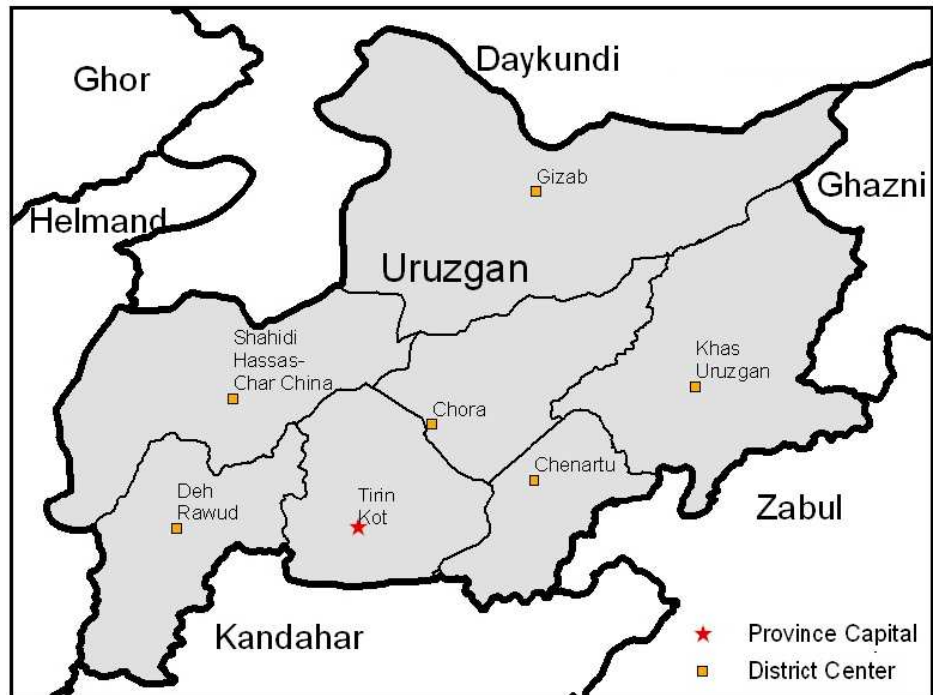 Daykundi
Ghor
Gizab
Ghazni
Helmand
Uruzgan
Shahidi
Hassas-
Char China
Khas
Uruzgan
Chora
Chenartu
Deh
Rawud
Tirin
Kot
Zabul
Kandahar
Province Capital
District Center